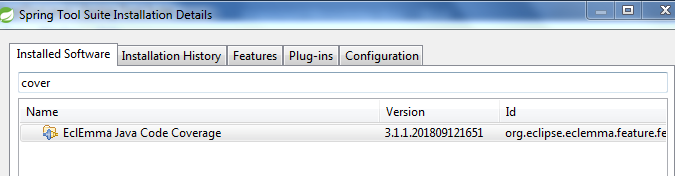 Spring Tool Suite Installation Details
Installed Software Installation History Features Plug-ins Configuration
cover
Name Version Id
EclEmma Java Code Coverage 3.1.1.201809121651 org.eclipse.eclemma.feature.fe